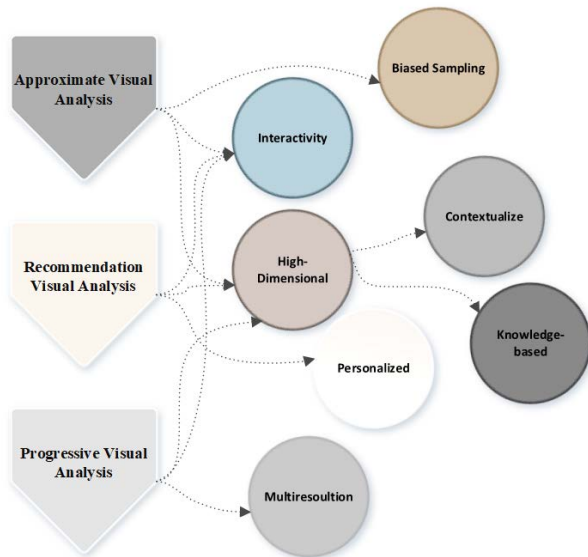 Approximate Visual
Analysis
Biased Sampling
Interactivity
Contextualize
Recommendation
Visual Analysis
High-
Dimensional
Knowledge-
based
Personalized
Progressive Visual
Analysis
Multiresoultion